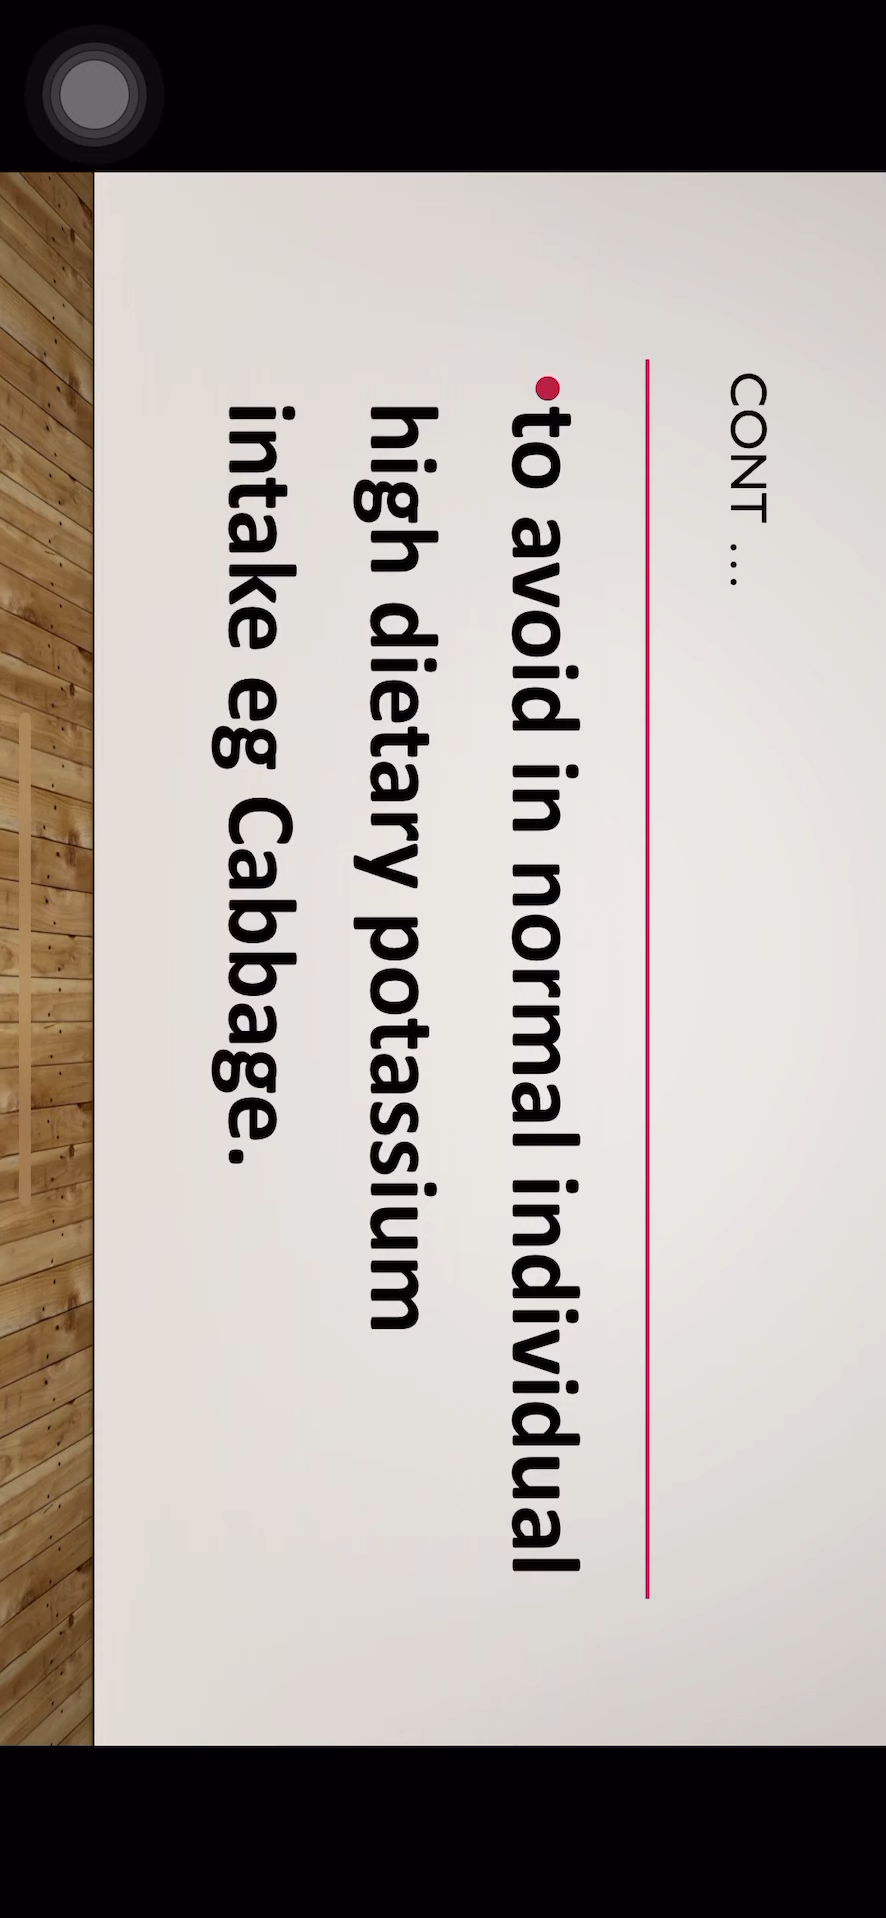 CONT ...
•to avoid in normal individual
high dietary potassium
intake eg Cabbage.